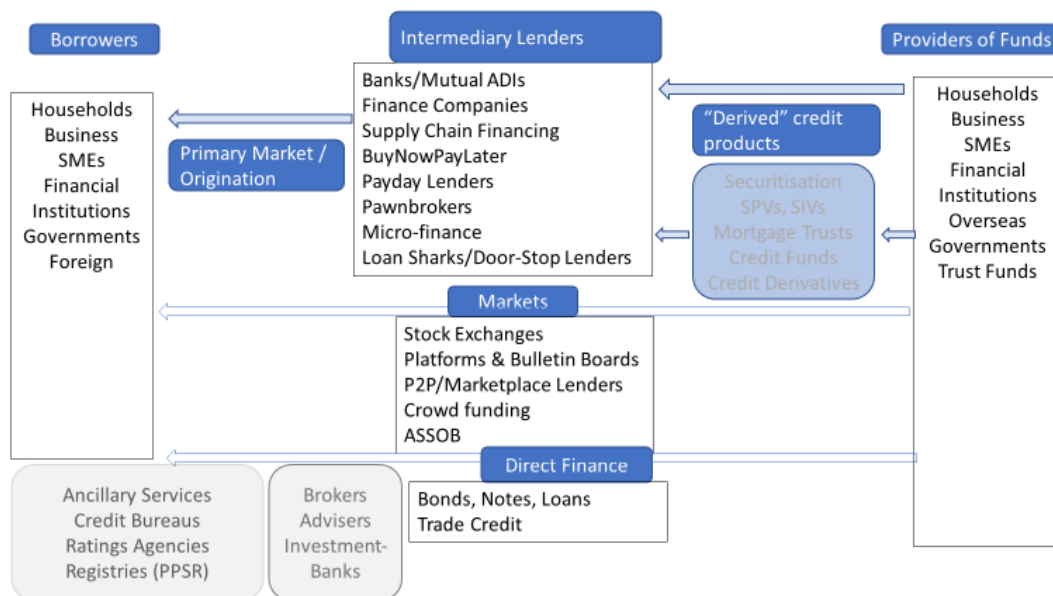 Borrowers
Intermediary Lenders
Providers of Funds
Households
Business
SMEs
Financial
Institutions
Governments
Foreign
Primary Market /
Origination
Banks/Mutual ADIs
Finance Companies
Supply Chain Financing
BuyNowPayLater
Payday Lenders
Pawnbrokers
Micro-finance
Loan Sharks/Door-Stop Lenders
“Derived” credit
products
Securitisation
SPVs, SIVs
Mortgage Trusts
Credit Funds
Credit Derivatives
Households
Business
SMEs
Financial
Institutions
Overseas
Governments
Trust Funds
Markets
Stock Exchanges
Platforms & Bulletin Boards
P2P/Marketplace Lenders
Crowd funding
ASSOB
Direct Finance
Bonds, Notes, Loans
Trade Credit
Ancillary Services
Credit Bureaus
Ratings Agencies
Registries (PPSR)
Brokers
Advisers
Investment-
Banks